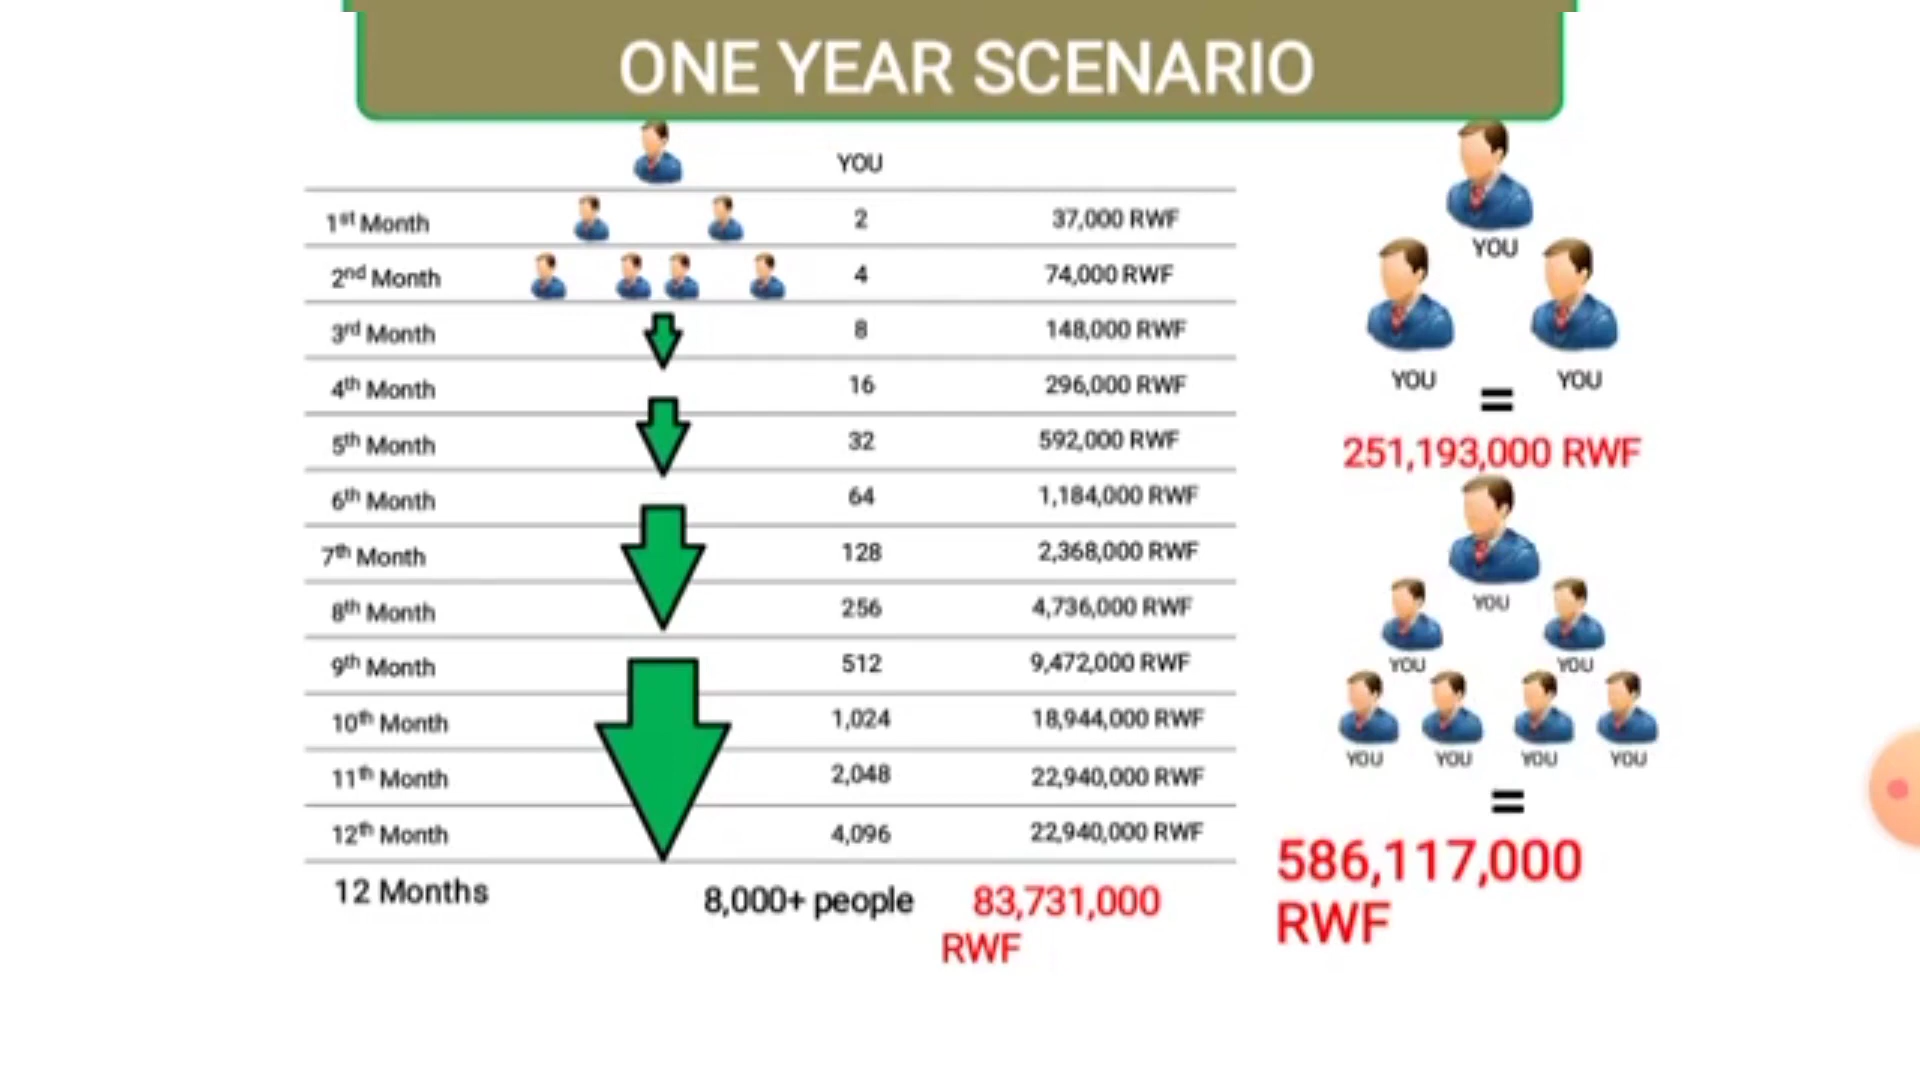 ONE YEAR SCENARIO
YOU
1st Month 2 37,000 RWF
2nd Month 4 74,000 RWF
3rd Month 8 148,000 RWF
4th Month 16 296,000 RWF
5th Month 32 592,000 RWF
6th Month 64 1,184,000 RWF
7th Month 128 2,368,000 RWF
8th Month 256 4,736,000 RWF
9th Month 512 9,472,000 RWF
10th Month 1,024 18,944,000 RWF
11th Month 2,048 22,940,000 RWF
12th Month 4,096 22,940,000 RWF
12 Months 8,000+ people 83,731,000
RWF
YOU
YOU YOU
=
251,193,000 RWF
YOU
YOU YOU
YOU YOU YOU YOU
=
586,117,000
RWF